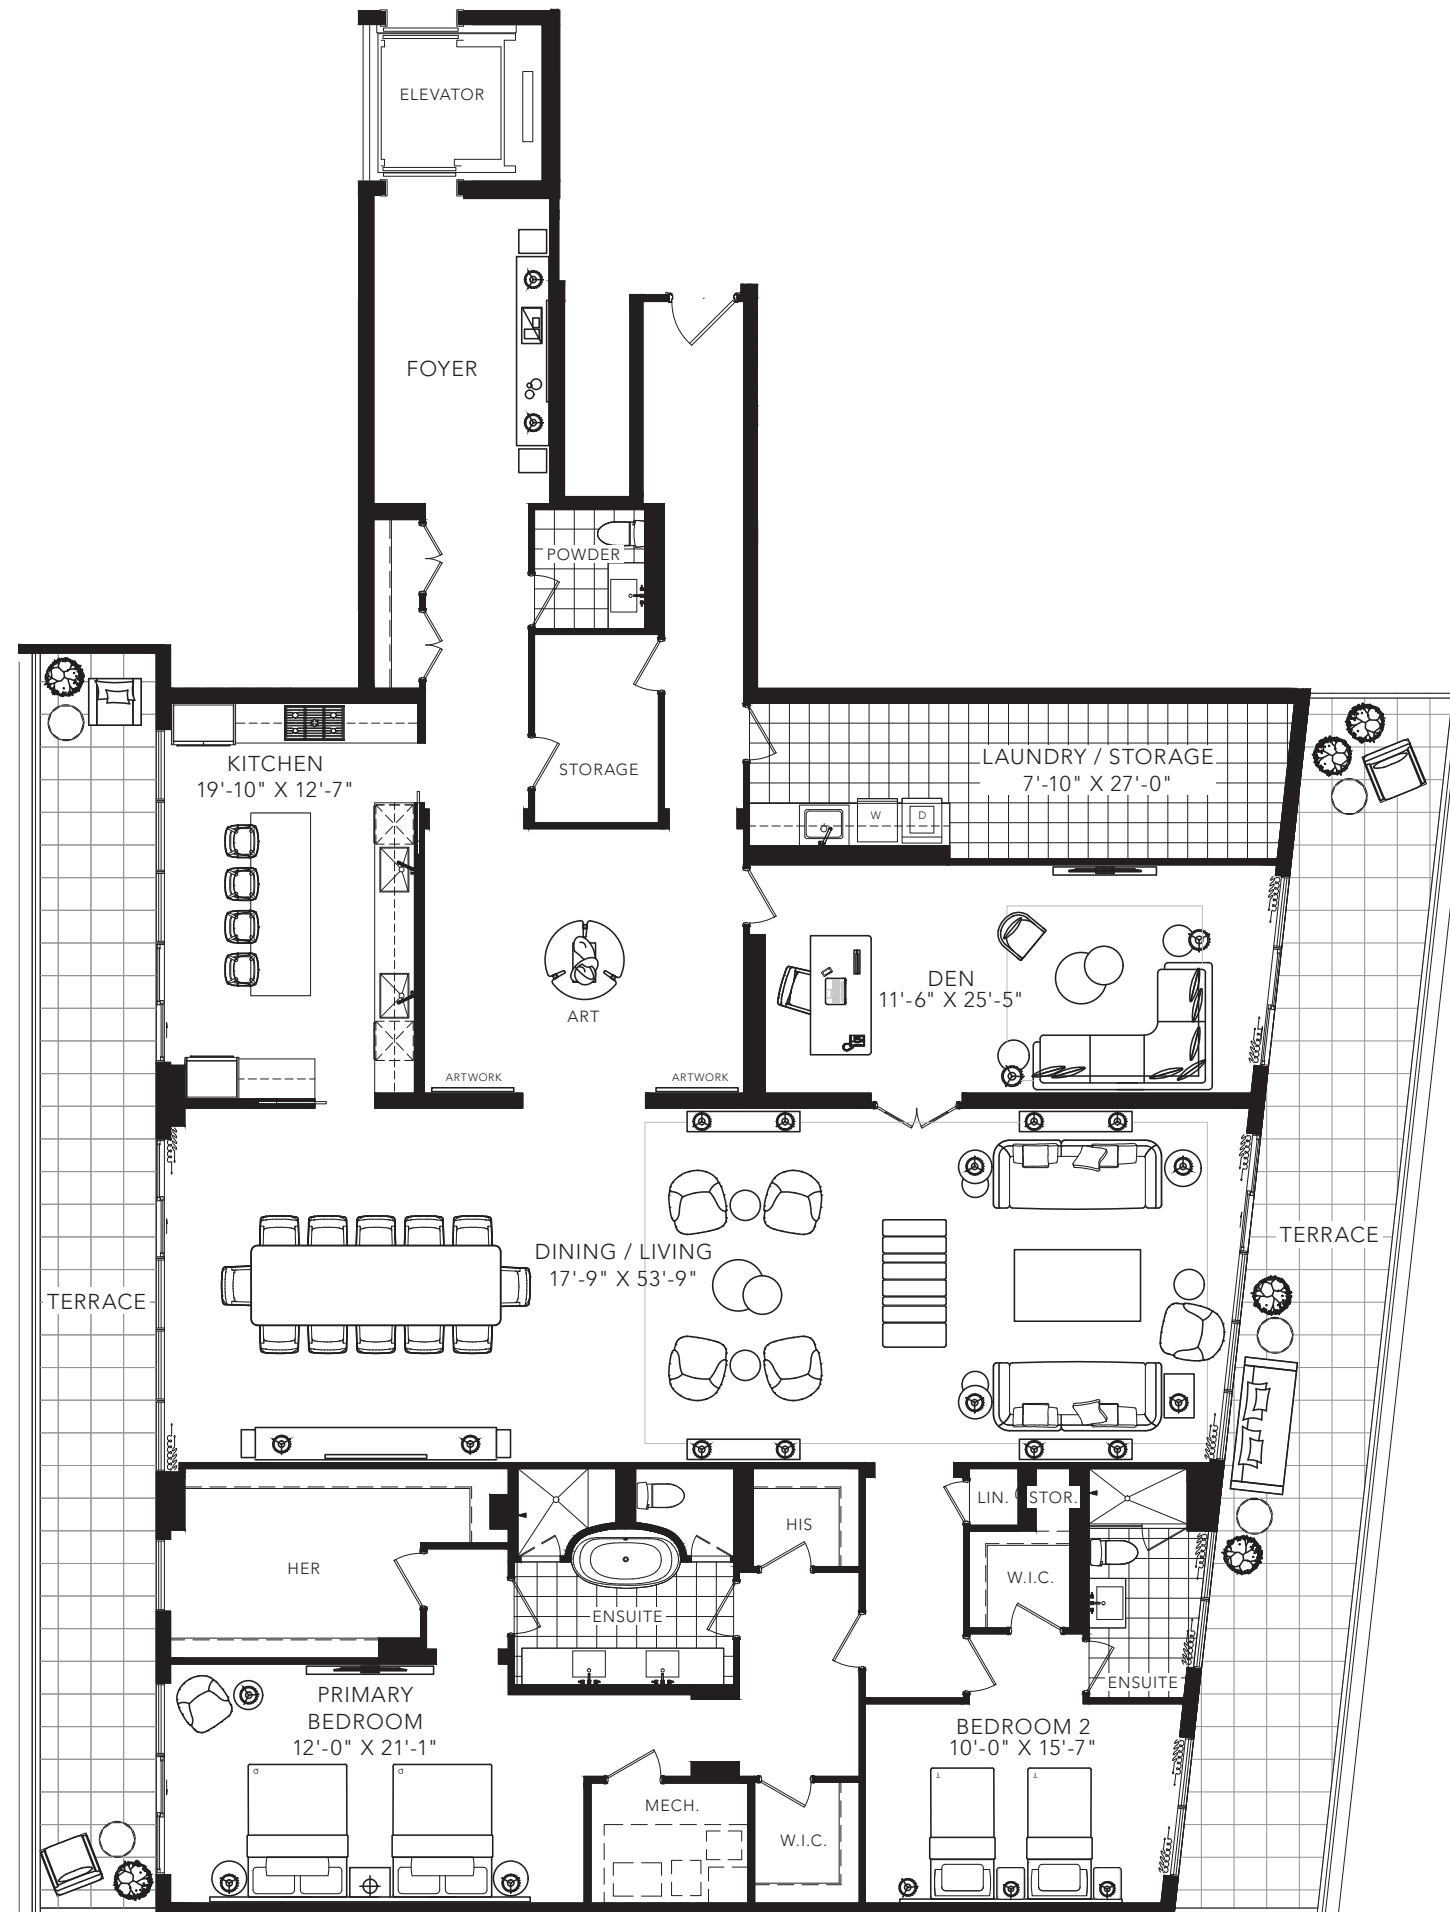 ELEVATOR
FOYER
POWDER
STORAGE
KITCHEN
19'-10" X 12'-7"
LAUNDRY / STORAGE
7'-10" X 27'-0"
W
D
DEN
11'-6" X 25'-5"
ART
ARTWORK
ARTWORK
TERRACE
DINING / LIVING
17'-9" X 53'-9"
TERRACE
HER
ENSUITE
HIS
LIN.
STOR.
W.I.C.
ENSUITE
PRIMARY
BEDROOM
12'-0" X 21'-1"
BEDROOM 2
10'-0" X 15'-7"
MECH.
W.I.C.